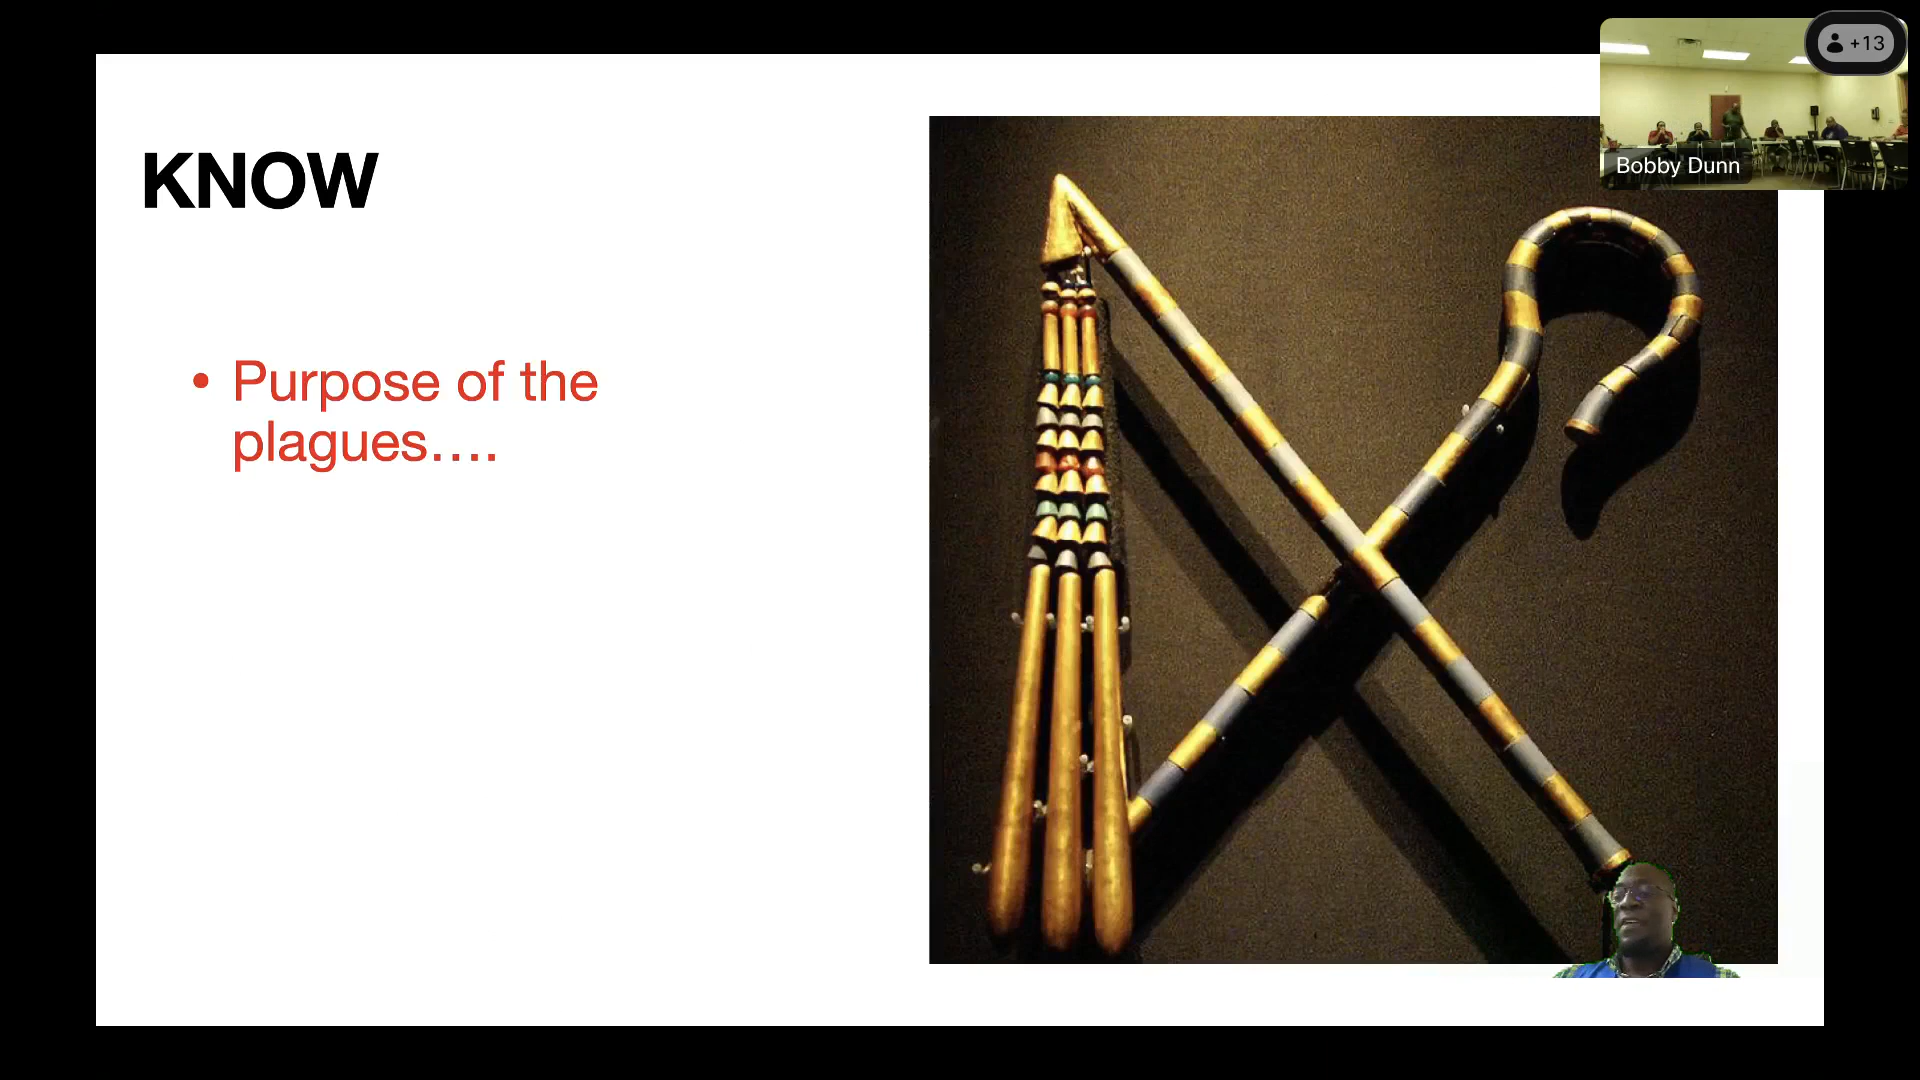 KNOW
• Purpose of the
plagues....
+13
Bobby Dunn